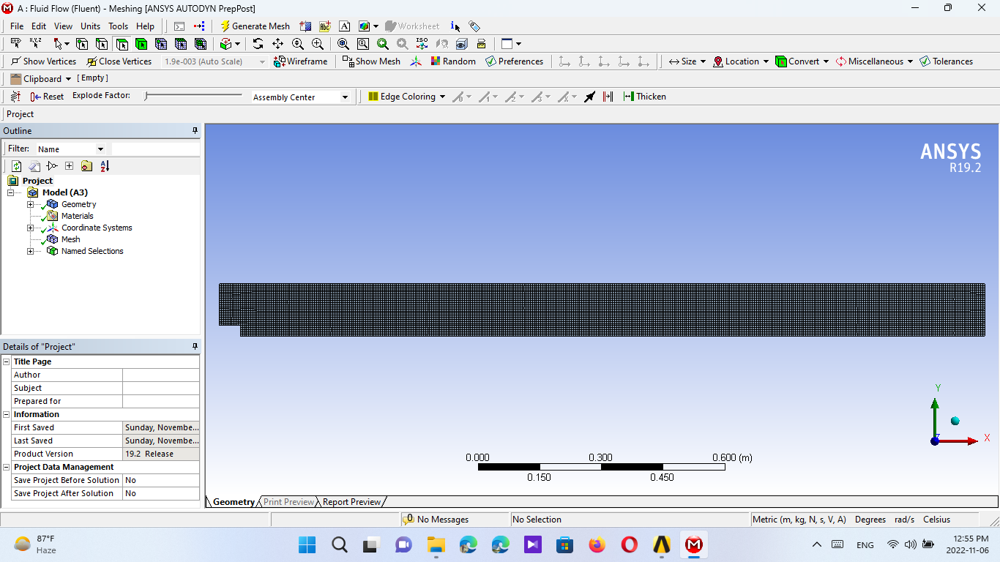 A : Fluid Flow (Fluent) - Meshing [ANSYS AUTODYN PrepPost]
File Edit View Units Tools Help Generate Mesh Worksheet
Show Vertices Close Vertices 1.9e-003 (Auto Scale) Wireframe Show Mesh Random Preferences Size Location Convert Miscellaneous Tolerances
Clipboard [ Empty ]
Reset Explode Factor: Assembly Center Edge Coloring Thicken
Project
Outline
Filter: Name
Project
Model (A3)
Geometry
Materials
Coordinate Systems
Mesh
Named Selections
Details of "Project"
Title Page
Author
Subject
Prepared for
Information
First Saved Sunday, Novembe...
Last Saved Sunday, Novembe...
Product Version 19.2 Release
Project Data Management
Save Project Before Solution No
Save Project After Solution No
ANSYS
R19.2
Y
X
Z
0.000 0.300 0.600 (m)
0.150 0.450
Geometry Print Preview Report Preview
0 No Messages No Selection Metric (m, kg, N, s, V, A) Degrees rad/s Celsius
87°F
Haze
ENG
12:55 PM
2022-11-06